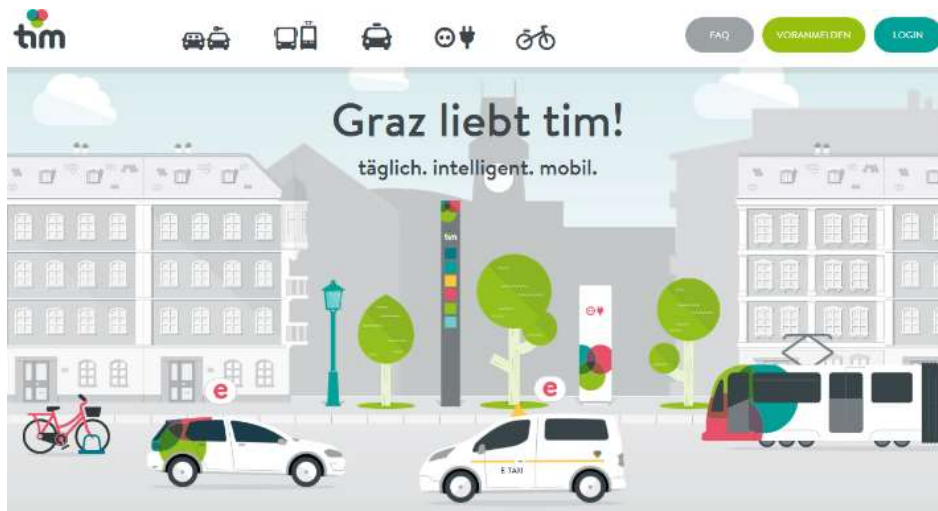 tim
FAQ
VORANMELDEN
LOGIN
Graz liebt tim!
täglich. intelligent. mobil.
tim
e
e
E-TAXI